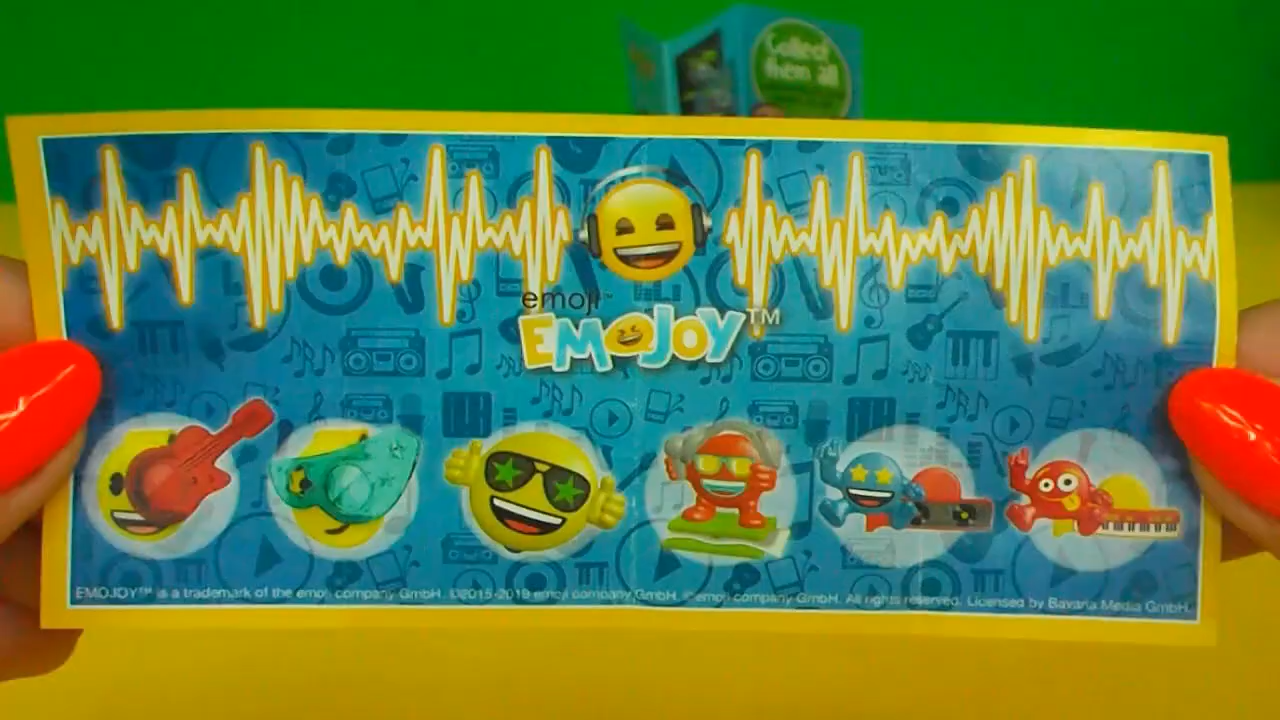 Collect
them all
emoji™
EMOJOY™
EMOJOY™ is a trademark of the emoji company GmbH. ©2015-2019 emoji company GmbH. ©emoji company GmbH. All rights reserved. Licensed by Bavaria Media GmbH.